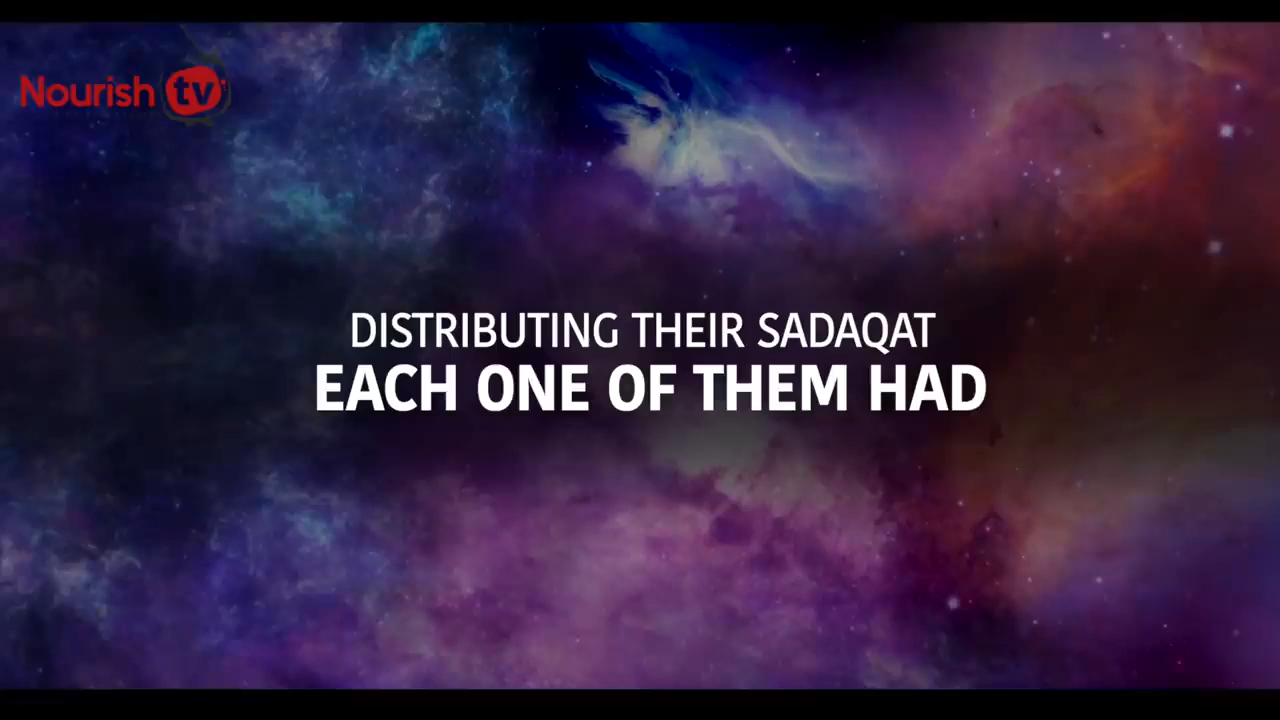 Nourish tv
DISTRIBUTING THEIR SADAQAT
EACH ONE OF THEM HAD